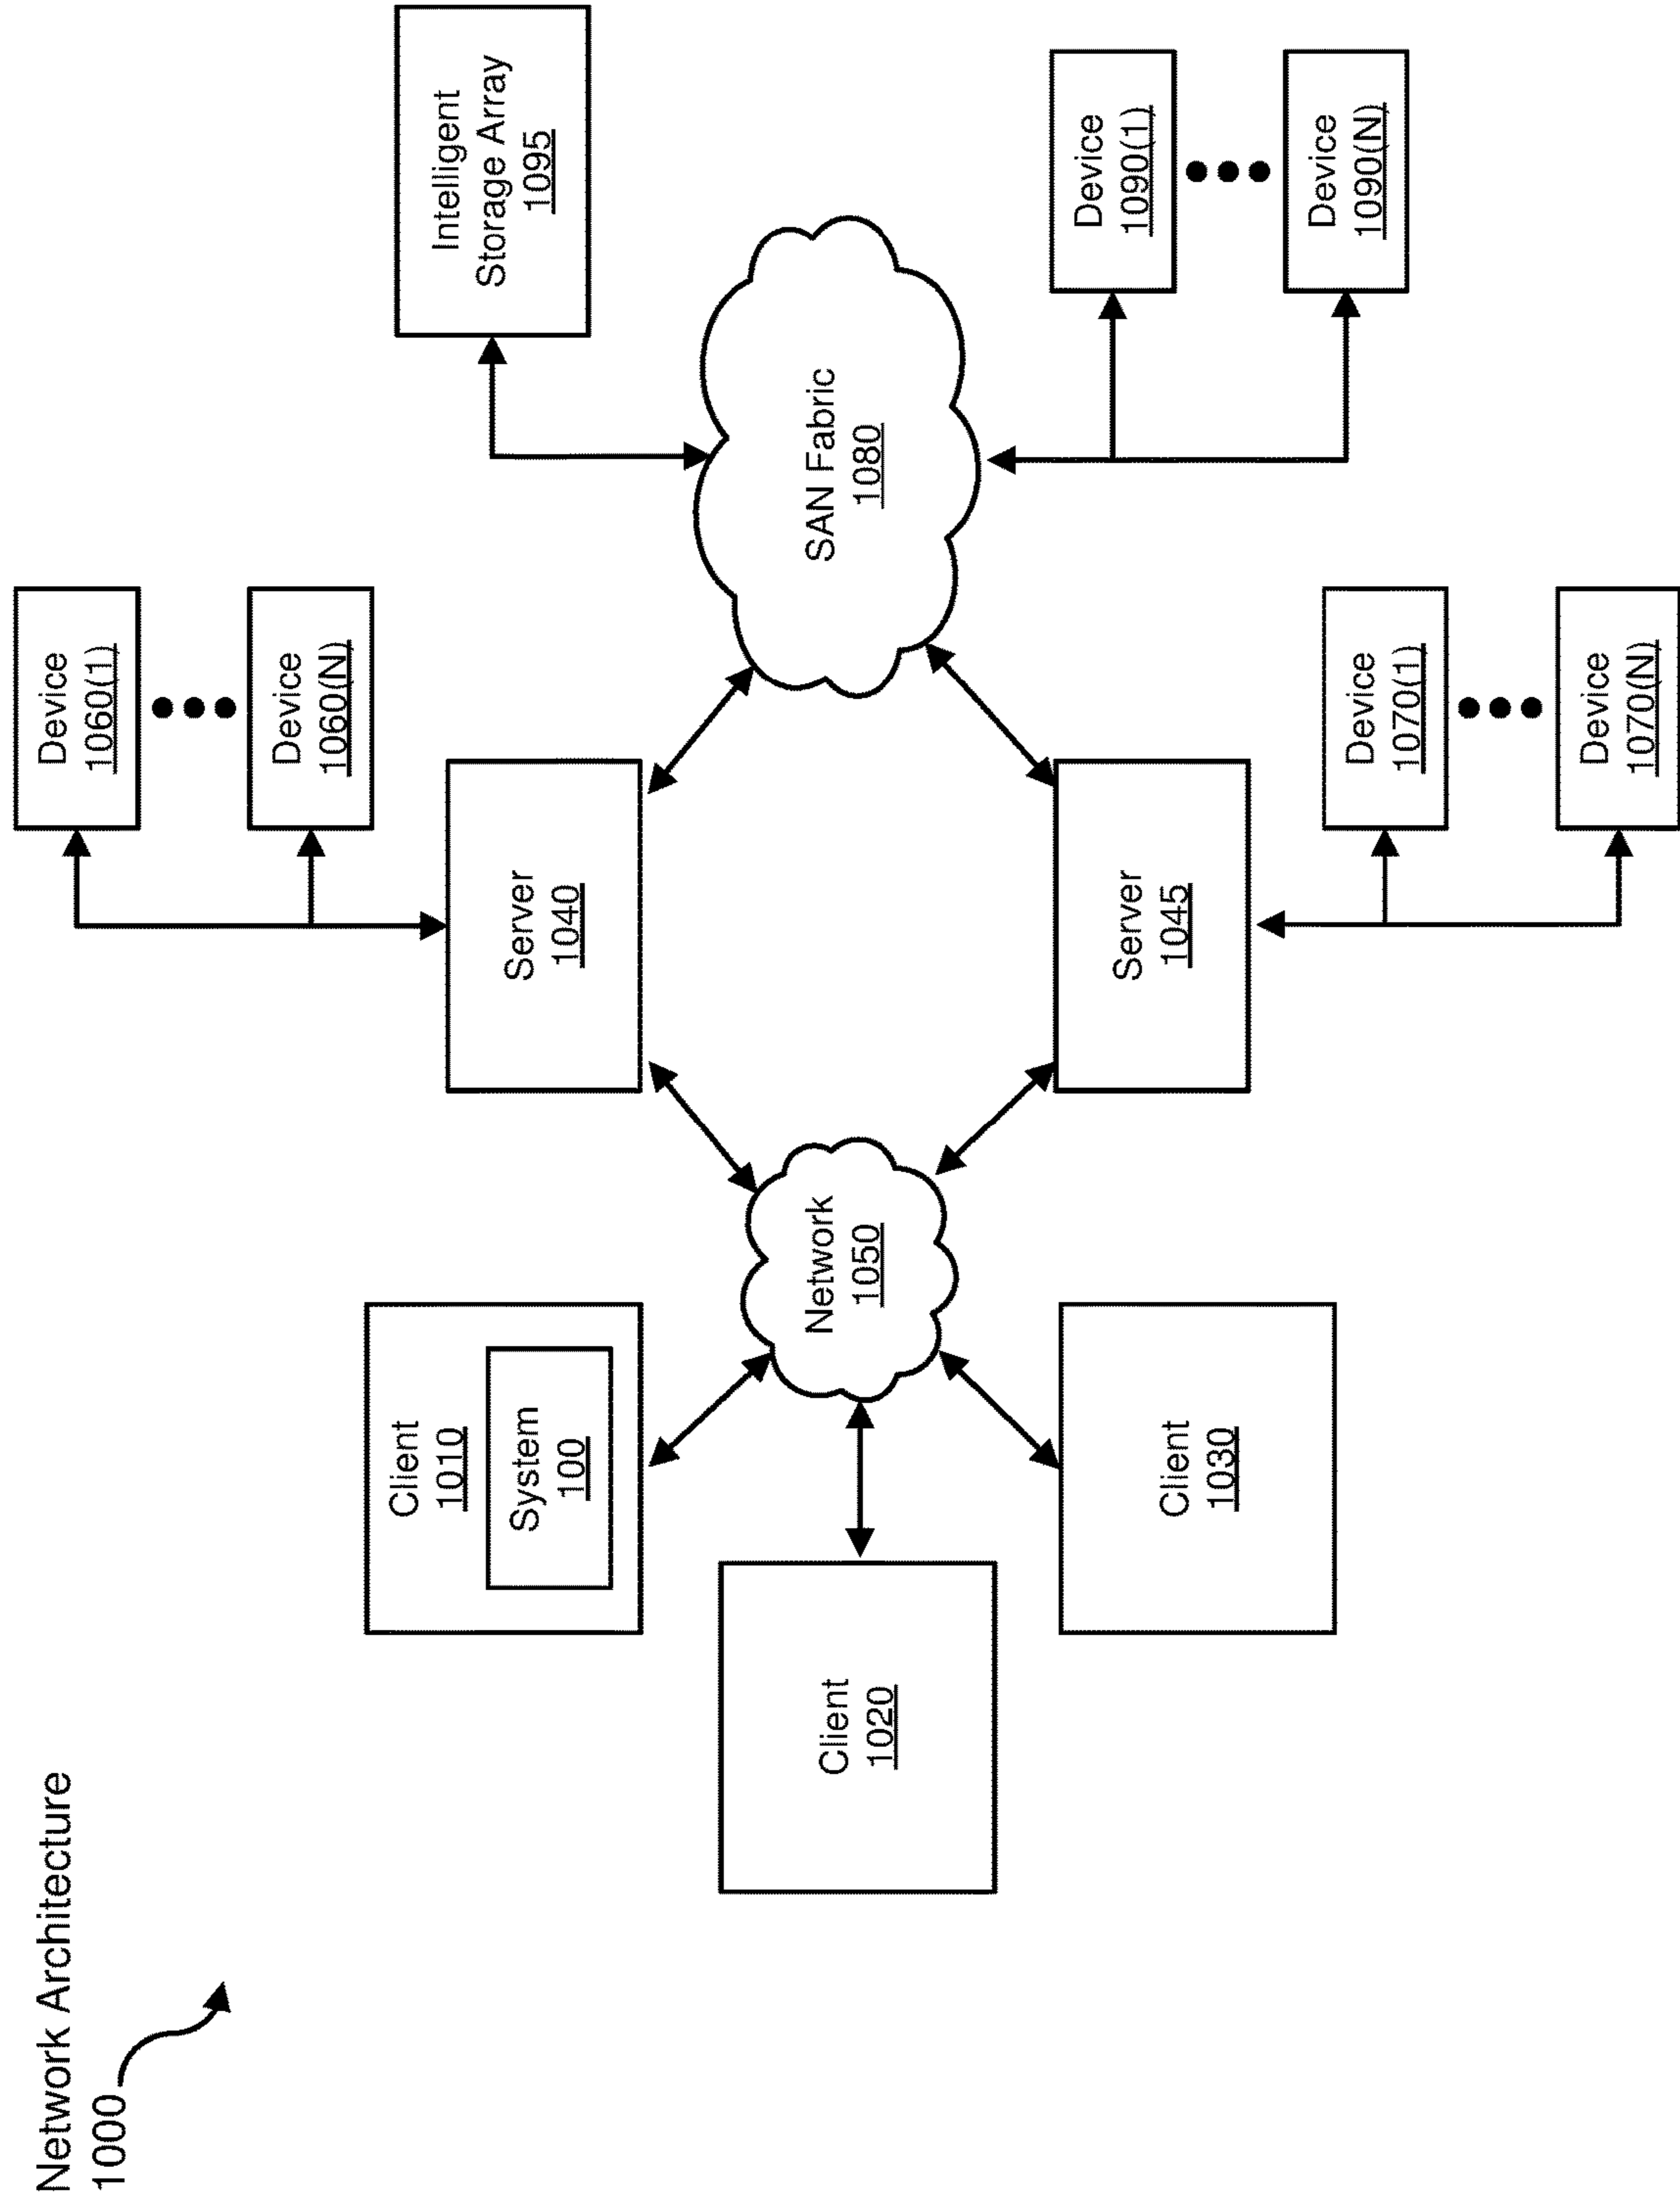 Network Architecture
1000
Client
1010
System
100
Client
1020
Client
1030
Network
1050
Server
1040
Server
1045
Device
1060(1)
Device
1060(N)
Device
1070(1)
Device
1070(N)
SAN Fabric
1080
Intelligent
Storage Array
1095
Device
1090(1)
Device
1090(N)